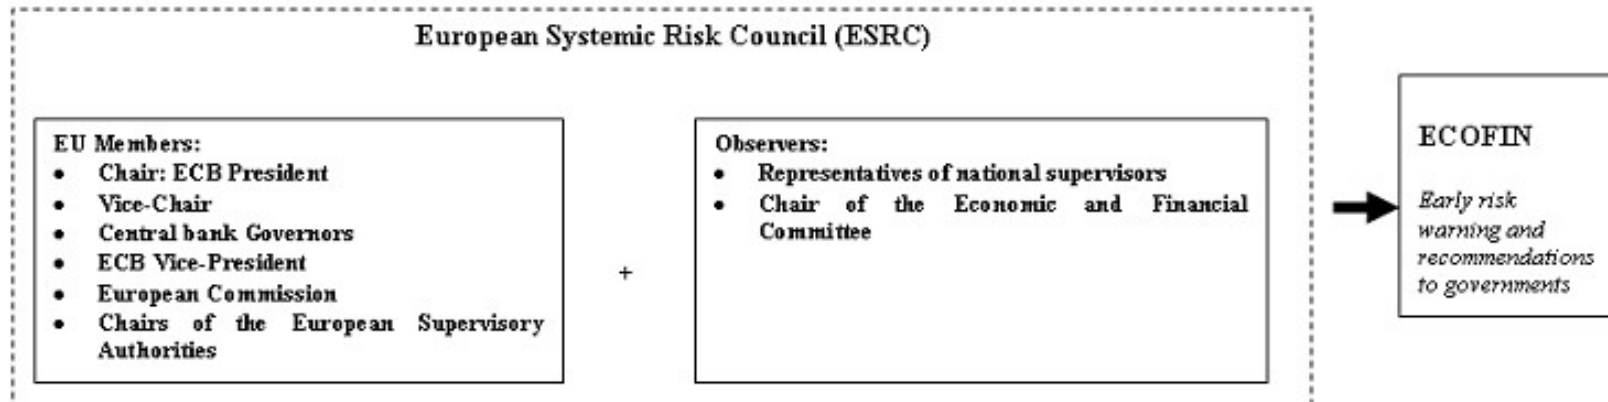 European Systemic Risk Council (ESRC)
EU Members:
• Chair: ECB President
• Vice-Chair
• Central bank Governors
• ECB Vice-President
• European Commission
• Chairs of the European Supervisory
Authorities
+
Observers:
• Representatives of national supervisors
• Chair of the Economic and Financial
Committee
ECOFIN
Early risk
warning and
recommendations
to governments